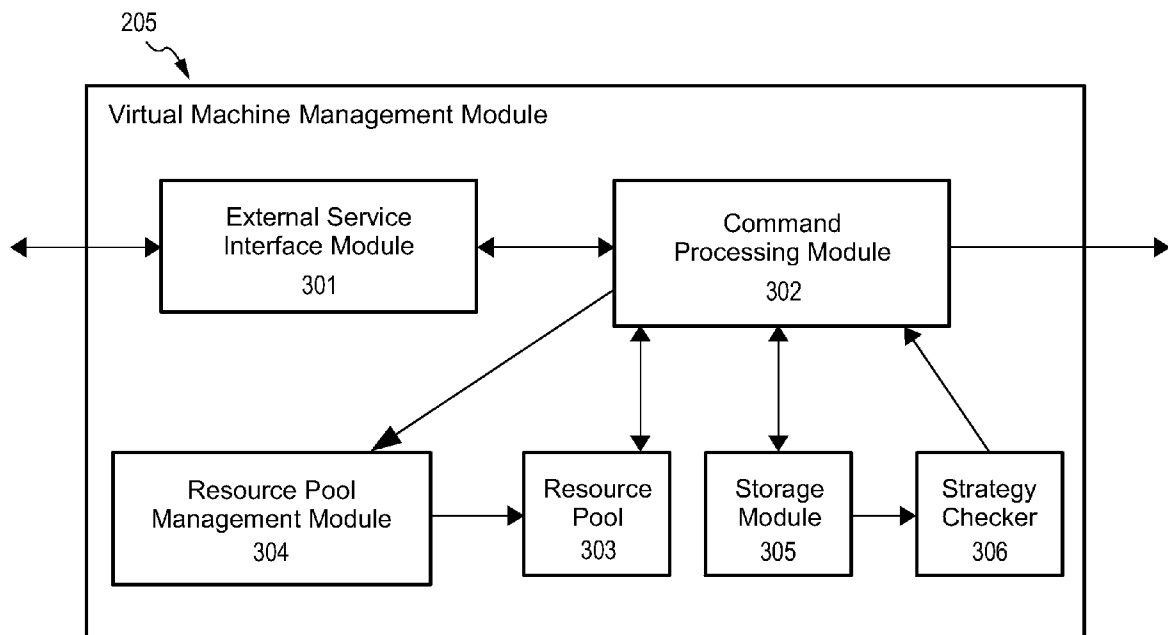 205
Virtual Machine Management Module
External Service
Interface Module
301
Command
Processing Module
302
Resource Pool
Management Module
304
Resource
Pool
303
Storage
Module
305
Strategy
Checker
306